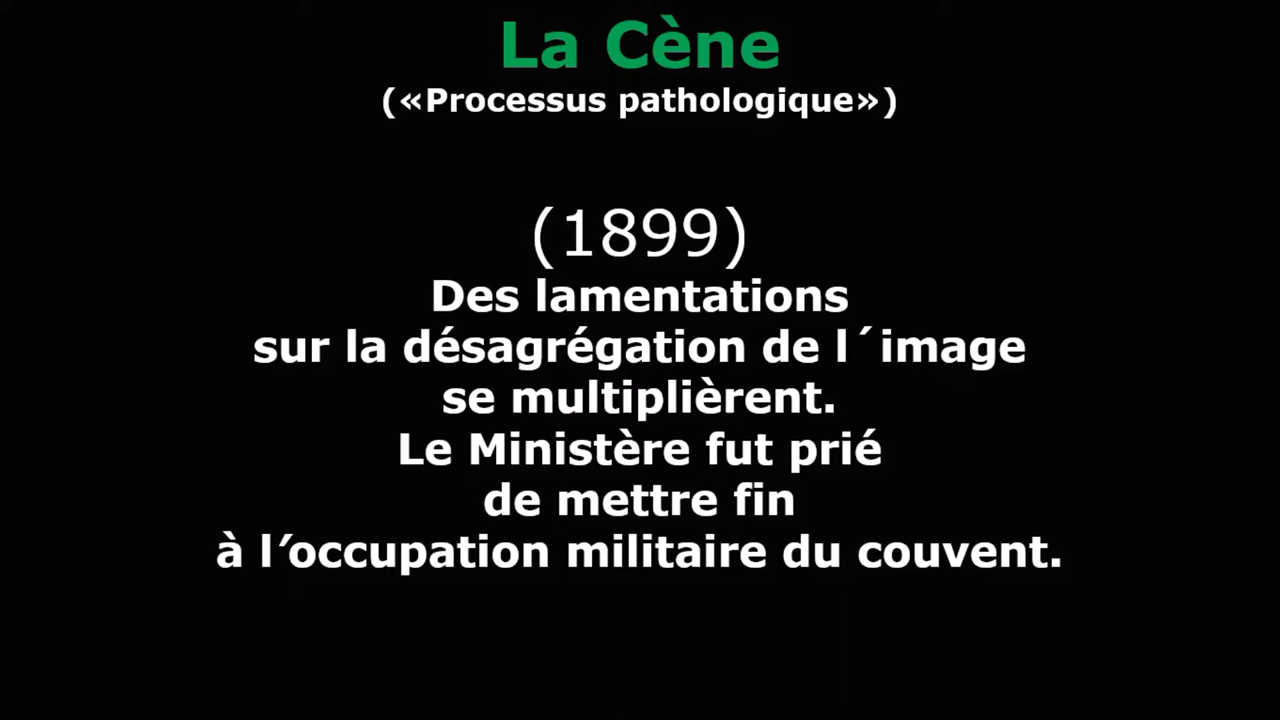 La Cène
(«Processus pathologique»)
(1899)
Des lamentations
sur la désagrégation de l´image
se multiplièrent.
Le Ministère fut prié
de mettre fin
à l’occupation militaire du couvent.